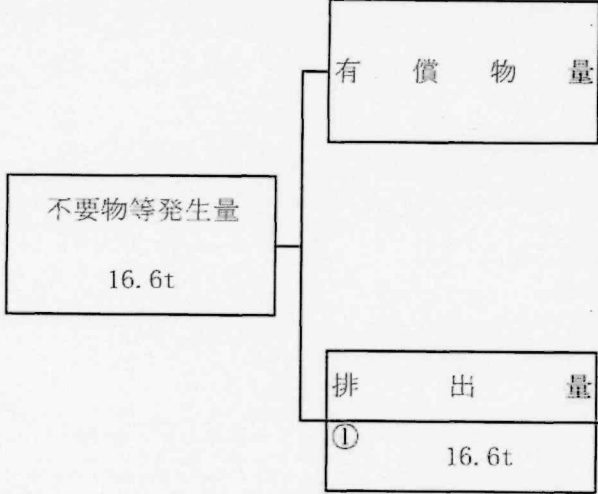 有償物量
不要物等発生量
16.6t
排出量
①
16.6t